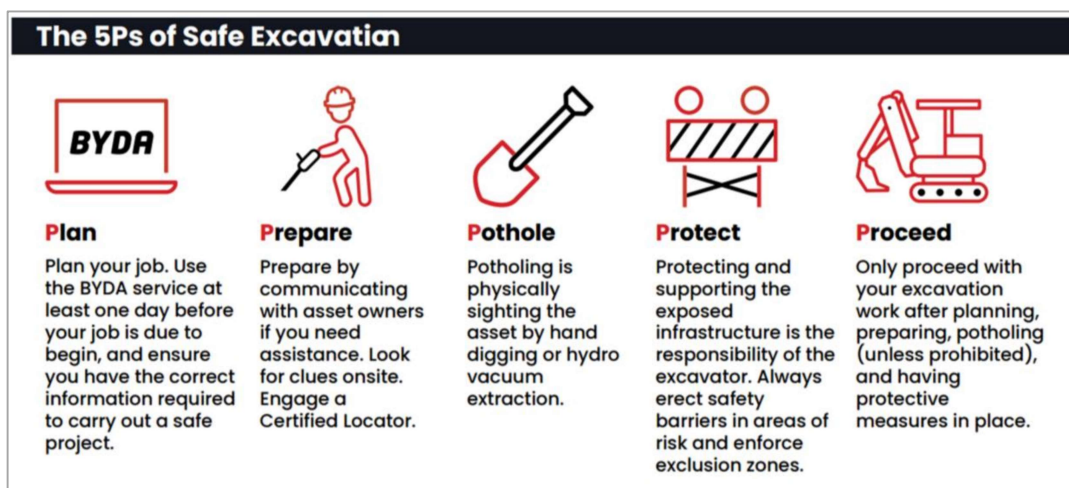 The 5Ps of Safe Excavation
BYDA
Plan
Plan your job. Use
the BYDA service at
least one day before
your job is due to
begin, and ensure
you have the correct
information required
to carry out a safe
project.
Prepare
Prepare by
communicating
with asset owners
if you need
assistance. Look
for clues onsite.
Engage a
Certified Locator.
Pothole
Potholing is
physically
sighting the
asset by hand
digging or hydro
vacuum
extraction.
Protect
Protecting and
supporting the
exposed
infrastructure is the
responsibility of the
excavator. Always
erect safety
barriers in areas of
risk and enforce
exclusion zones.
Proceed
Only proceed with
your excavation
work after planning,
preparing, potholing
(unless prohibited),
and having
protective
measures in place.